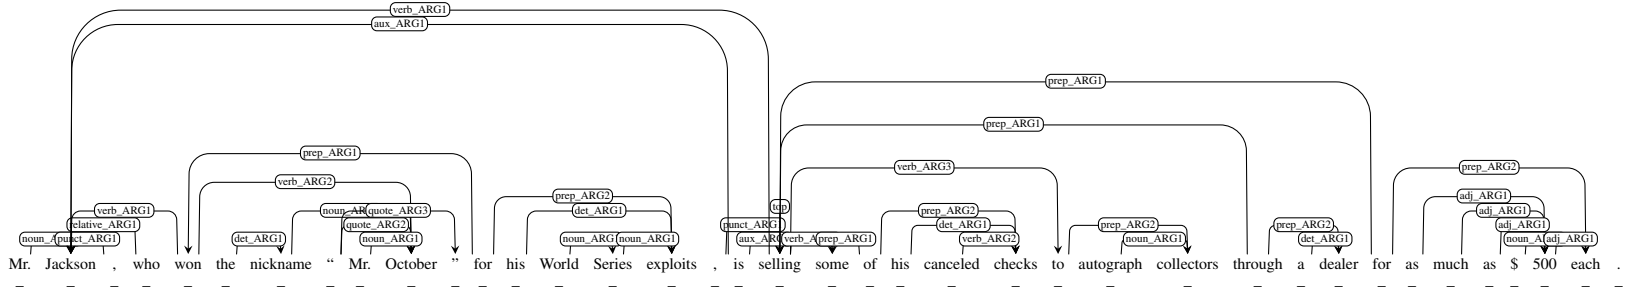 verb_ARG1
aux_ARG1
prep_ARG1
prep_ARG1
prep_ARG1
verb_ARG3 prep_ARG2
verb_ARG2
prep_ARG2 adj_ARG1
top
verb_ARG1 quote_ARG3 det_ARG1 prep_ARG2 adj_ARG1
relative_ARG1 quote_ARG2 punct_ARG1 det_ARG1 prep_ARG2 prep_ARG2 adj_ARG1
punct_ARG1 det_ARG1 noun_ARG1 noun_ARG1 prep_ARG1 verb_ARG2 noun_ARG1 det_ARG1 adj_ARG1
Mr. Jackson , who won the nickname “ Mr. October ” for his World Series exploits , is selling some of his canceled checks to autograph collectors through a dealer for as much as $ 500 each .